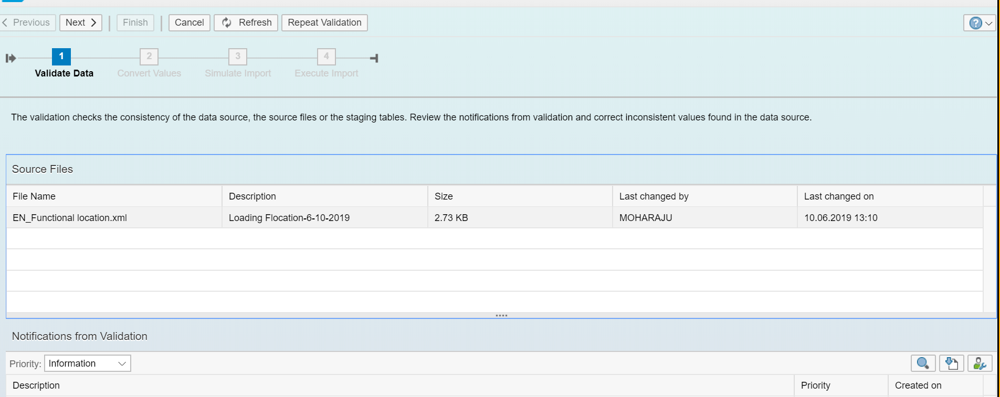 Previous Next Finish Cancel Refresh Repeat Validation ?
1 2 3 4
Validate Data Convert Values Simulate Import Execute Import
The validation checks the consistency of the data source, the source files or the staging tables. Review the notifications from validation and correct inconsistent values found in the data source.
Source Files
File Name Description Size Last changed by Last changed on
EN_Functional location.xml Loading Flocation-6-10-2019 2.73 KB MOHARAJU 10.06.2019 13:10
Notifications from Validation
Priority: Information
Description Priority Created on